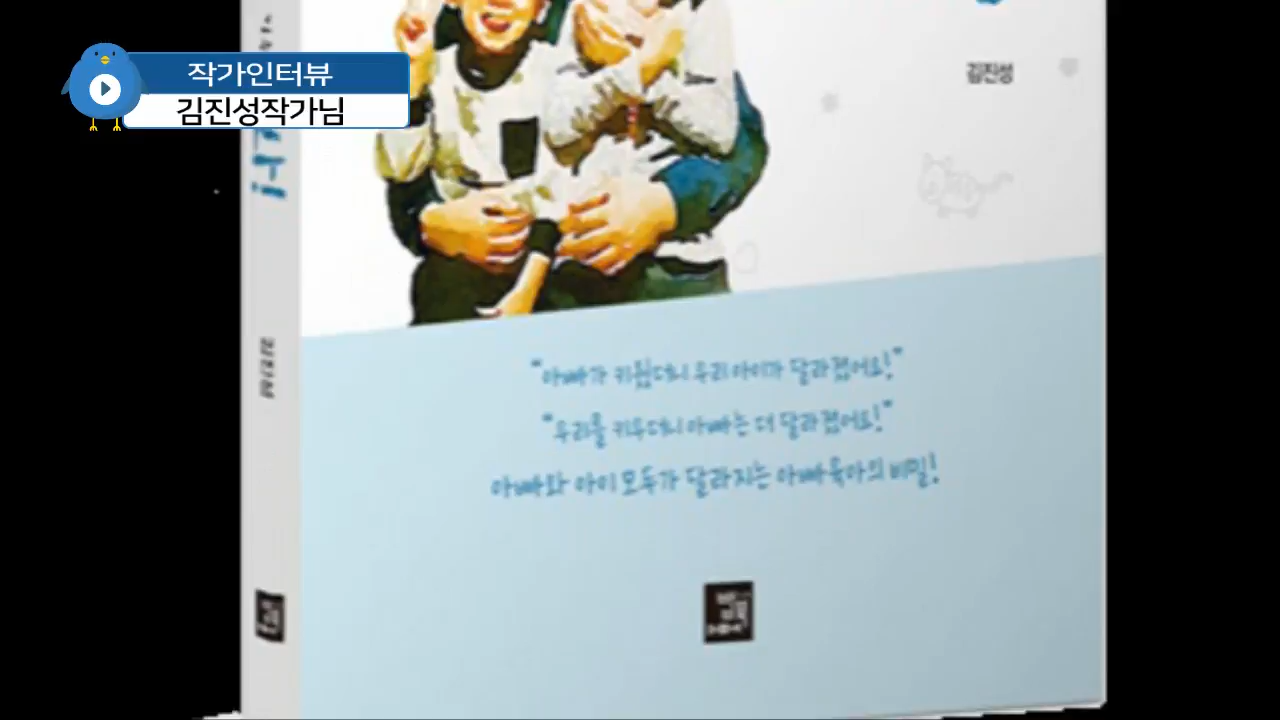 작가인터뷰
김진성작가님
김진성
"아빠가 키웠더니 우리 아이가 달라졌어요!"
"우리를 키우더니 아빠는 더 달라졌어요!"
아빠와 아이 모두가 달라지는 아빠육아의 비밀!
김진성